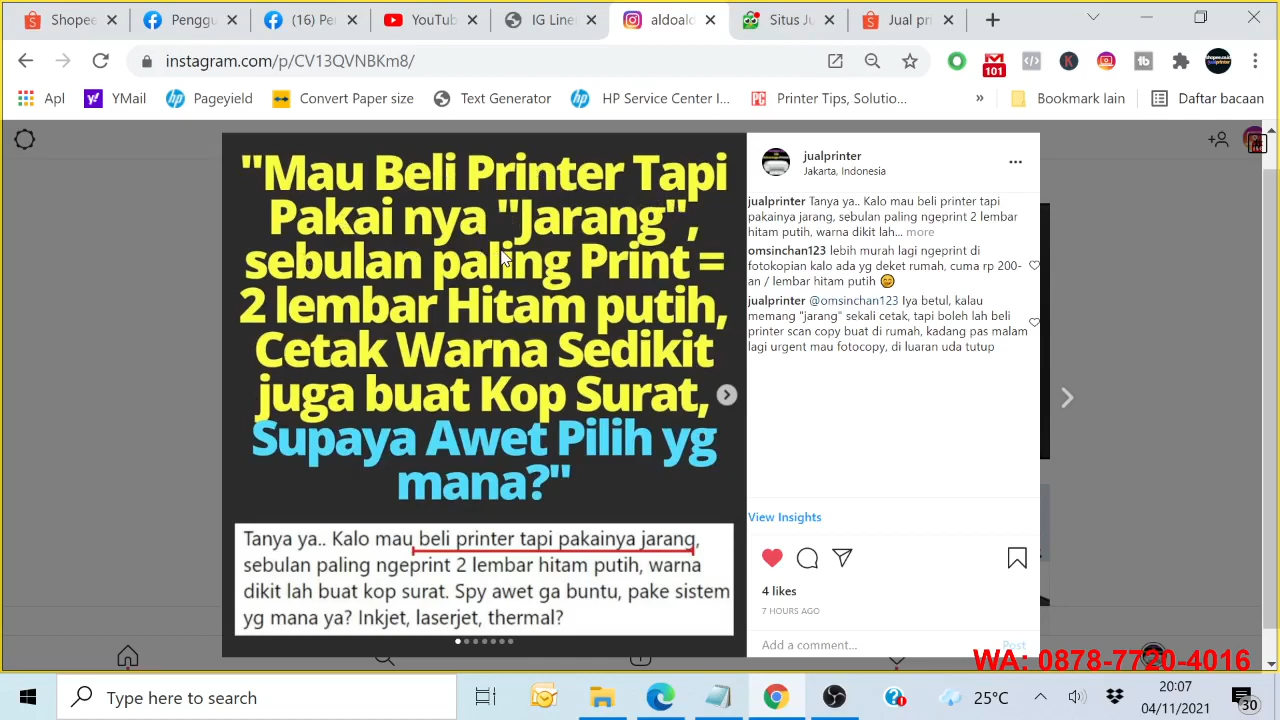 Shopee
Penggu
(16) Per
YouTub
IG Line
aldoalc
Situs Ju
Jual pri
instagram.com/p/CV13QVNBKm8/
101
Apl
YMail
Pageyield
Convert Paper size
Text Generator
HP Service Center I...
Printer Tips, Solutio...
»
Bookmark lain
Daftar bacaan
"Mau Beli Printer Tapi
Pakai nya "Jarang",
sebulan paling Print =
2 lembar Hitam putih,
Cetak Warna Sedikit
juga buat Kop Surat,
Supaya Awet Pilih yg
mana?"
Tanya ya.. Kalo mau beli printer tapi pakainya jarang,
sebulan paling ngeprint 2 lembar hitam putih, warna
dikit lah buat kop surat. Spy awet ga buntu, pake sistem
yg mana ya? Inkjet, laserjet, thermal?
jualprinter
Jakarta, Indonesia
jualprinter Tanya ya.. Kalo mau beli printer tapi
pakainya jarang, sebulan paling ngeprint 2 lembar
hitam putih, warna dikit lah... more
omsinchan123 lebih murah lagi ngeprint di
fotokopian kalo ada yg deket rumah, cuma rp 200-
an / lembar hitam putih
jualprinter @omsinchan123 Iya betul, kalau
memang "jarang" sekali cetak, tapi boleh lah beli
printer scan copy buat di rumah, kadang pas malam
lagi urgent mau fotocopy, di luaran uda tutup
View Insights
4 likes
7 HOURS AGO
Add a comment...
Post
WA: 0878-7720-4016
Type here to search
25°C
20:07
04/11/2021
30